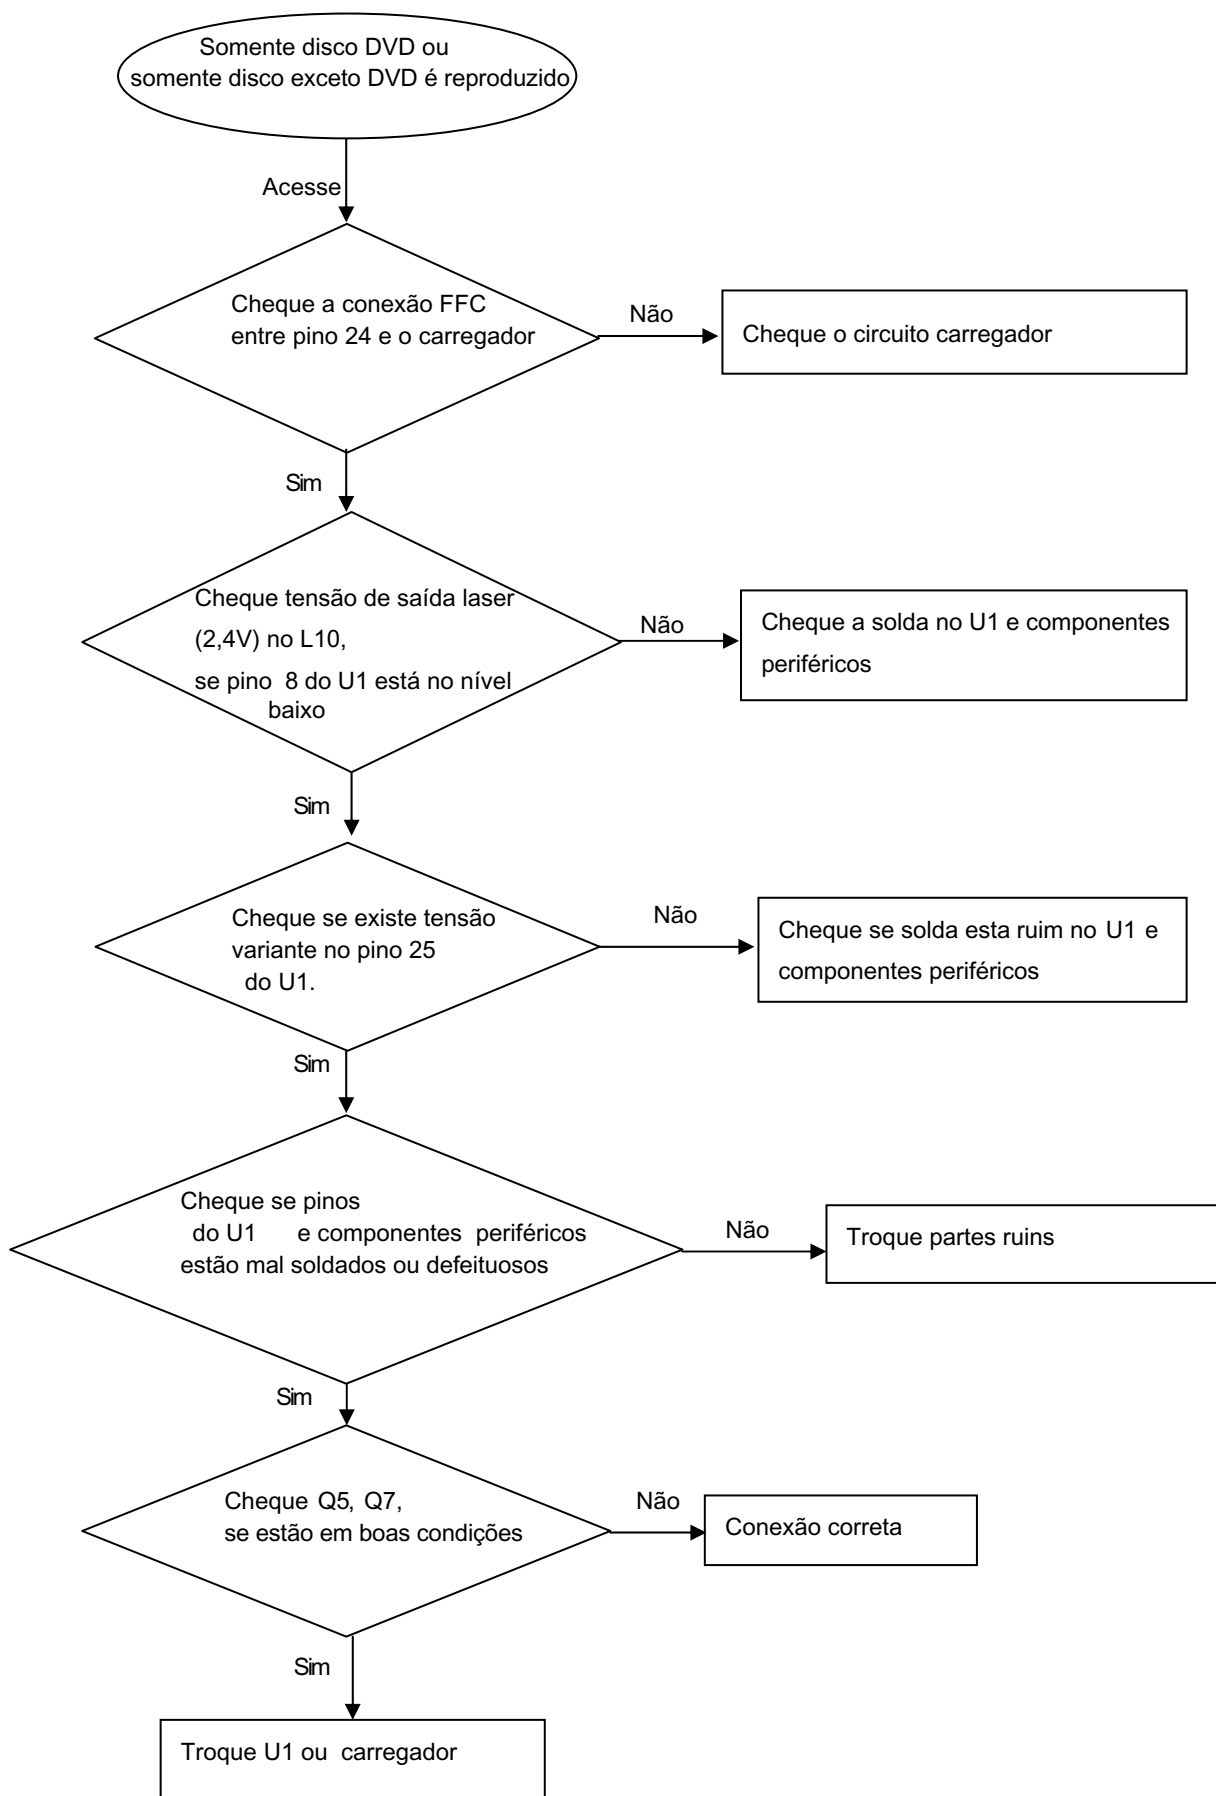 Somente disco DVD ou
somente disco exceto DVD é reproduzido
Acesse
Cheque a conexão FFC
entre pino 24 e o carregador
Não
Cheque o circuito carregador
Sim
Cheque tensão de saída laser
(2,4V) no L10,
se pino 8 do U1 está no nível
baixo
Não
Cheque a solda no U1 e componentes
periféricos
Sim
Cheque se existe tensão
variante no pino 25
do U1.
Não
Cheque se solda esta ruim no U1 e
componentes periféricos
Sim
Cheque se pinos
do U1 e componentes periféricos
estão mal soldados ou defeituosos
Não
Troque partes ruins
Sim
Cheque Q5, Q7,
se estão em boas condições
Não
Conexão correta
Sim
Troque U1 ou carregador